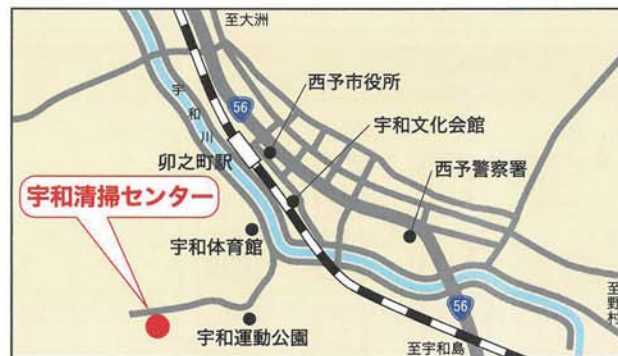 至大洲
宇和川
56
西予市役所
宇和文化会館
卯之町駅
西予警察署
宇和清掃センター
宇和体育館
宇和運動公園
56
至宇和島
至野村